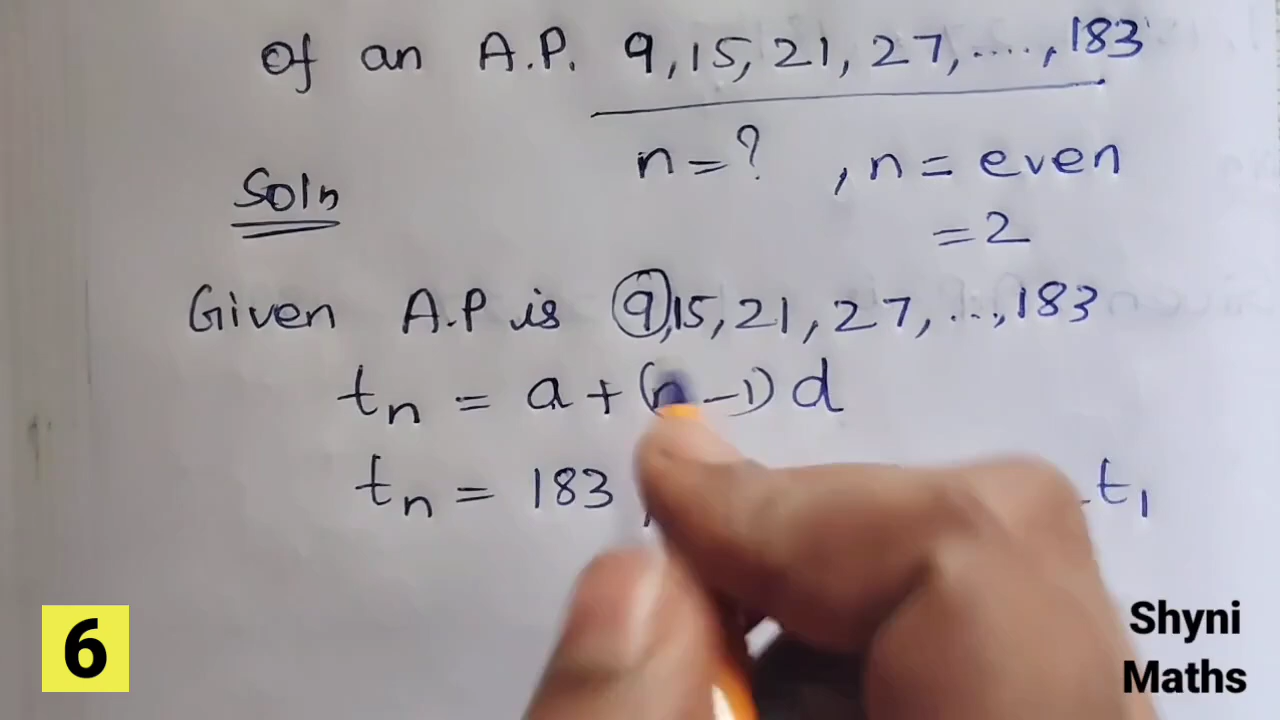 of an A.P. 9, 15, 21, 27, ...., 183
n = ? , n = even
Soln
= 2
Given A.P is 9, 15, 21, 27, ..., 183
tn = a + (n - 1) d
tn = 183 , t1
6
Shyni
Maths